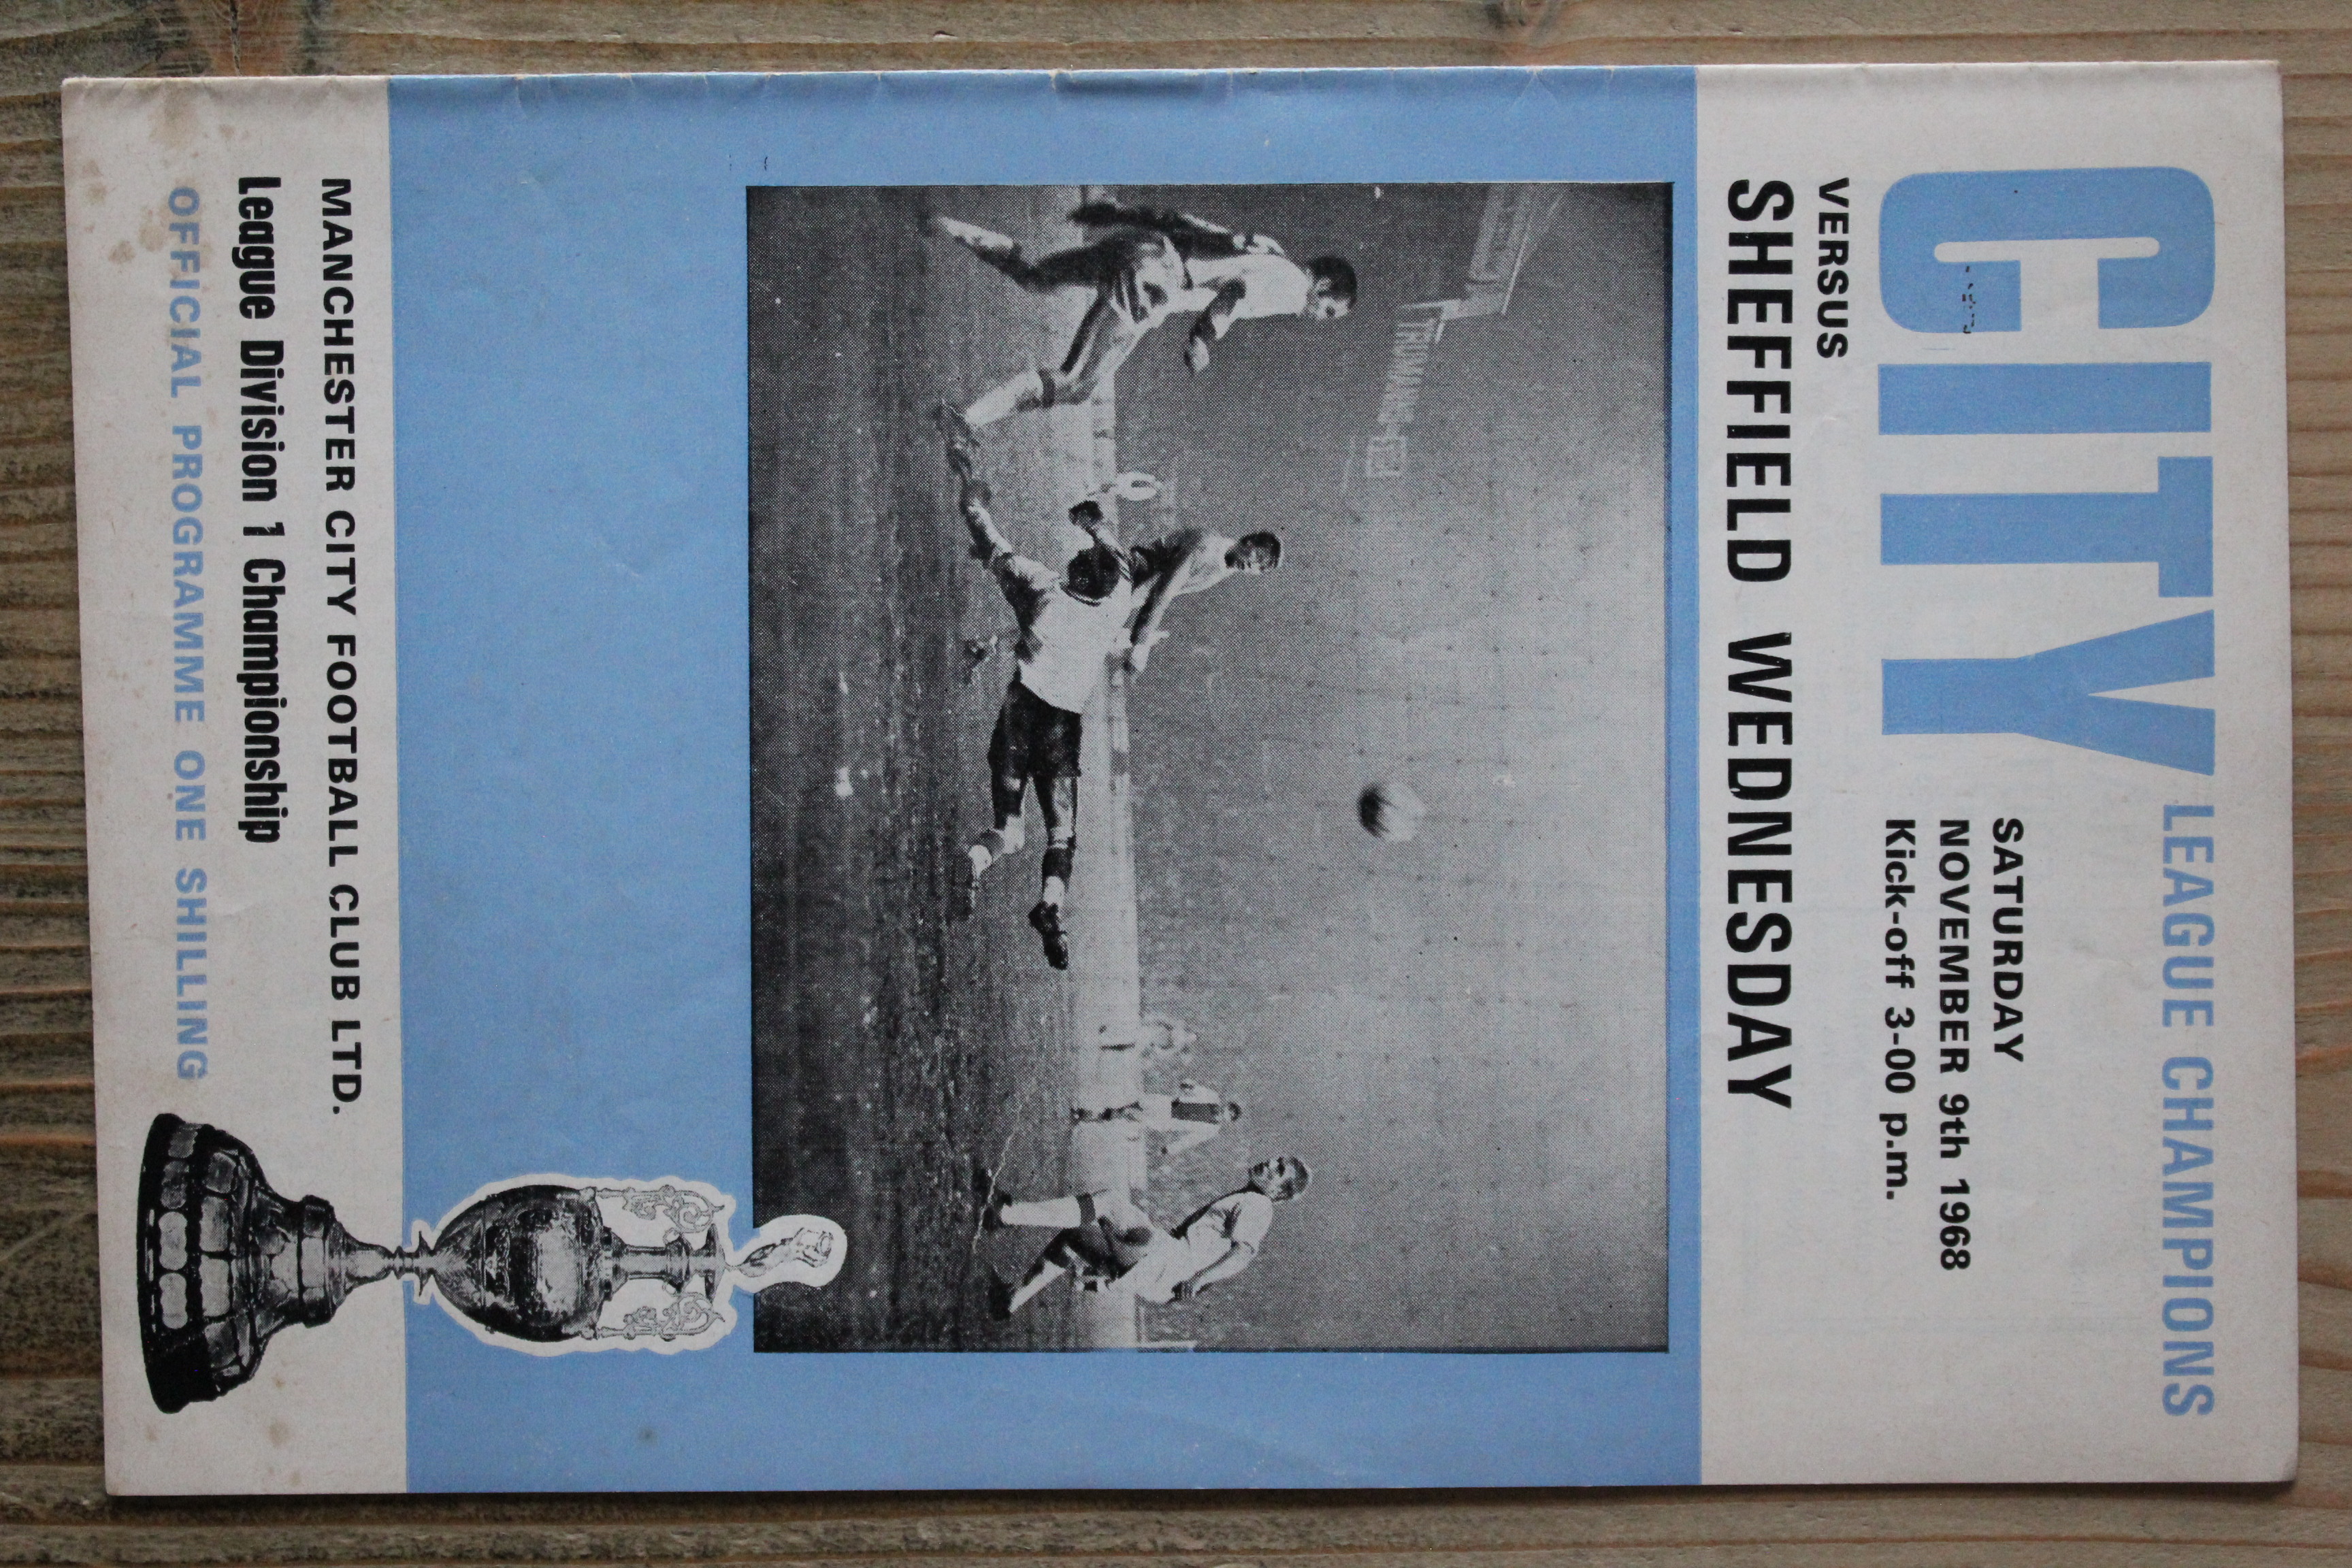 CITY LEAGUE CHAMPIONS
SATURDAY
NOVEMBER 9th 1968
Kick-off 3-00 p.m.
VERSUS
SHEFFIELD WEDNESDAY
MANCHESTER CITY FOOTBALL CLUB LTD.
League Division 1 Championship
OFFICIAL PROGRAMME ONE SHILLING